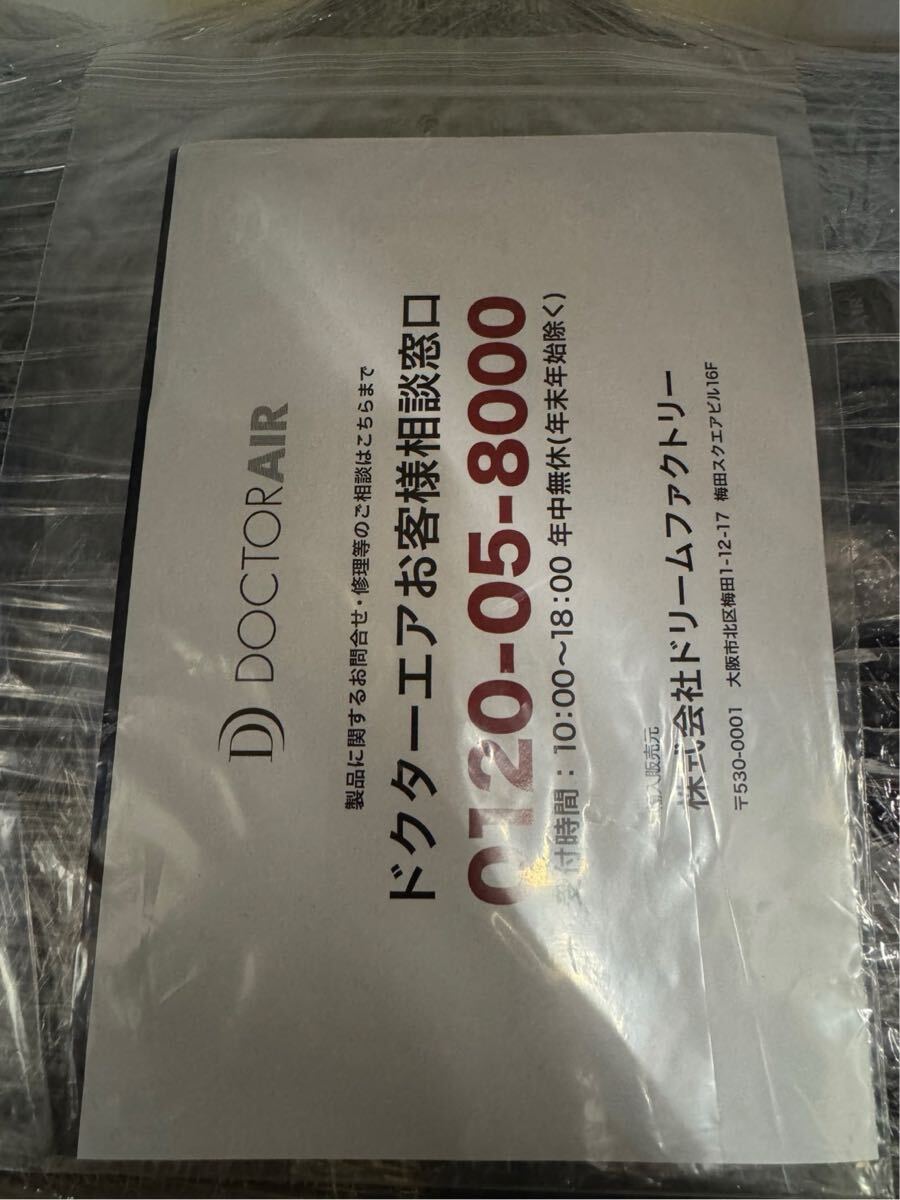 DOCTORAIR
製品に関するお問合せ・修理等のご相談はこちらまで
ドクターエアお客様相談窓口
0120-05-8000
受付時間：10:00〜18:00 年中無休(年末年始除く)
輸入販売元
株式会社ドリームファクトリー
〒530-0001 大阪市北区梅田1-12-17 梅田スクエアビル16F